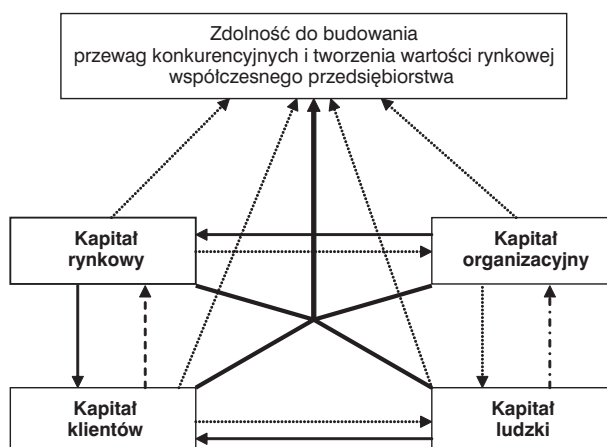 Zdolność do budowania
przewag konkurencyjnych i tworzenia wartości rynkowej
współczesnego przedsiębiorstwa
Kapitał
rynkowy
Kapitał
organizacyjny
Kapitał
klientów
Kapitał
ludzki